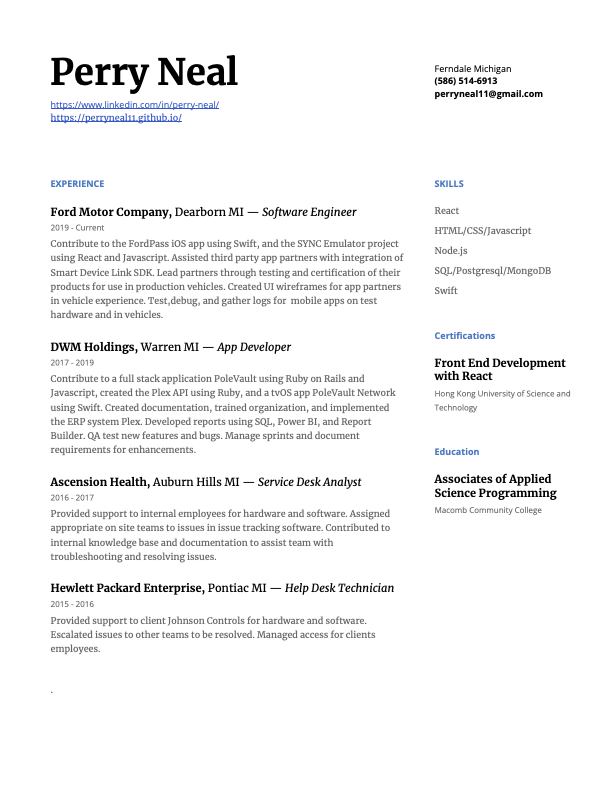 Perry Neal
https://www.linkedin.com/in/perry-neal/
https://perryneal11.github.io/
Ferndale Michigan
(586) 514-6913
perryneal11@gmail.com
EXPERIENCE
Ford Motor Company, Dearborn MI — Software Engineer
2019 - Current
Contribute to the FordPass iOS app using Swift, and the SYNC Emulator project
using React and Javascript. Assisted third party app partners with integration of
Smart Device Link SDK. Lead partners through testing and certification of their
products for use in production vehicles. Created UI wireframes for app partners
in vehicle experience. Test,debug, and gather logs for  mobile apps on test
hardware and in vehicles.
DWM Holdings, Warren MI — App Developer
2017 - 2019
Contribute to a full stack application PoleVault using Ruby on Rails and
Javascript, created the Plex API using Ruby, and a tvOS app PoleVault Network
using Swift. Created documentation, trained organization, and implemented
the ERP system Plex. Developed reports using SQL, Power BI, and Report
Builder. QA test new features and bugs. Manage sprints and document
requirements for enhancements.
Ascension Health, Auburn Hills MI — Service Desk Analyst
2016 - 2017
Provided support to internal employees for hardware and software. Assigned
appropriate on site teams to issues in issue tracking software. Contributed to
internal knowledge base and documentation to assist team with
troubleshooting and resolving issues.
Hewlett Packard Enterprise, Pontiac MI — Help Desk Technician
2015 - 2016
Provided support to client Johnson Controls for hardware and software.
Escalated issues to other teams to be resolved. Managed access for clients
employees.
.
SKILLS
React
HTML/CSS/Javascript
Node.js
SQL/Postgresql/MongoDB
Swift
Certifications
Front End Development
with React
Hong Kong University of Science and
Technology
Education
Associates of Applied
Science Programming
Macomb Community College